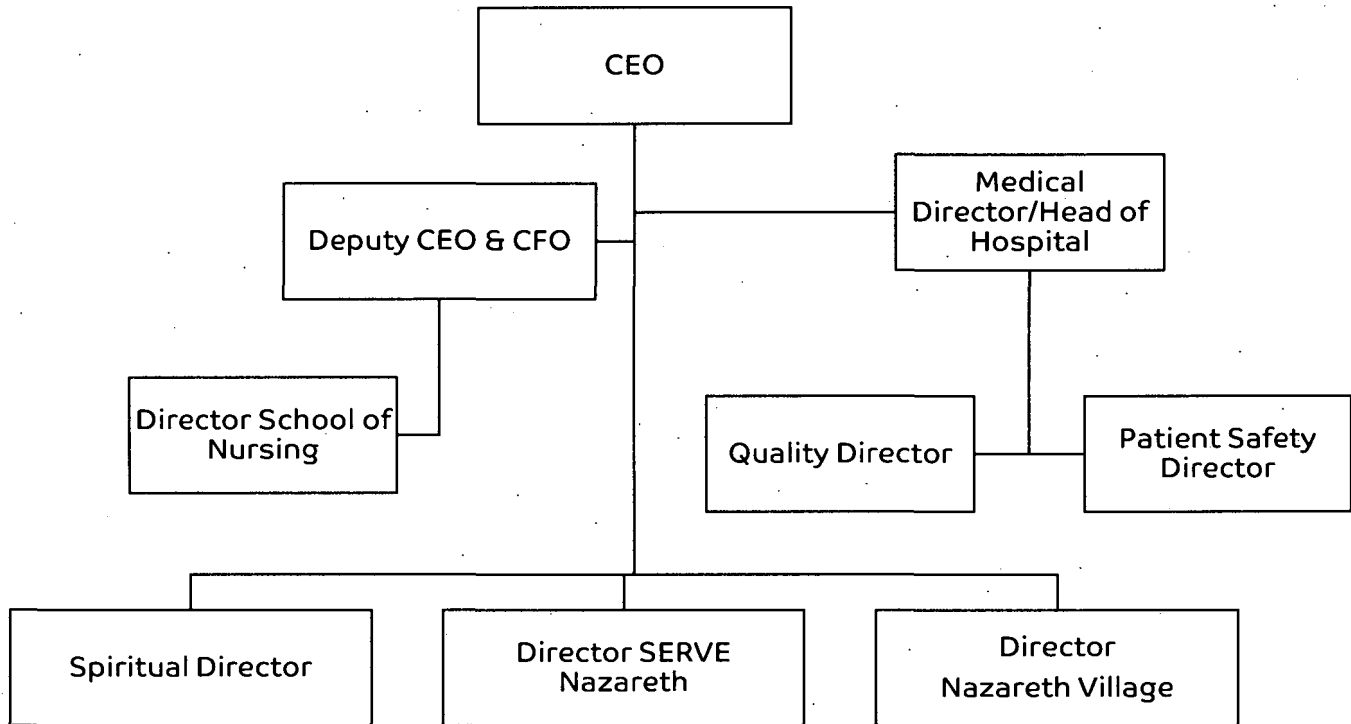 CEO
Medical
Director/Head of
Hospital
Deputy CEO & CFO
Director School of
Nursing
Quality Director
Patient Safety
Director
Spiritual Director
Director SERVE
Nazareth
Director
Nazareth Village